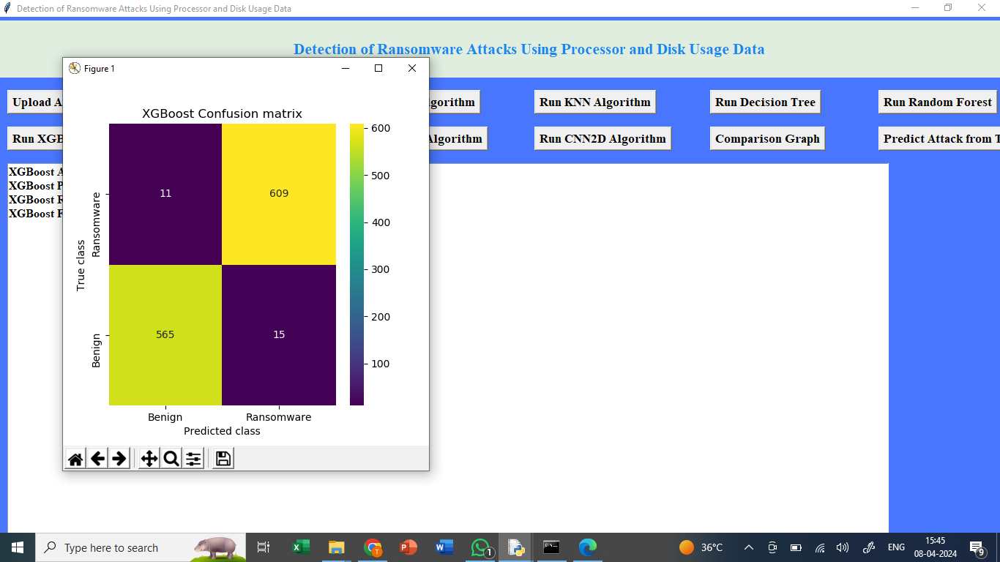 Detection of Ransomware Attacks Using Processor and Disk Usage Data
Detection of Ransomware Attacks Using Processor and Disk Usage Data
Figure 1
Upload A
gorithm
Run KNN Algorithm
Run Decision Tree
Run Random Forest
Run XGB
Algorithm
Run CNN2D Algorithm
Comparison Graph
Predict Attack from T
XGBoost A
XGBoost P
XGBoost R
XGBoost F
XGBoost Confusion matrix
True class
Ransomware
Benign
11
609
565
15
600
500
400
300
200
100
Benign
Ransomware
Predicted class
Type here to search
36°C
ENG
15:45
08-04-2024
1
9